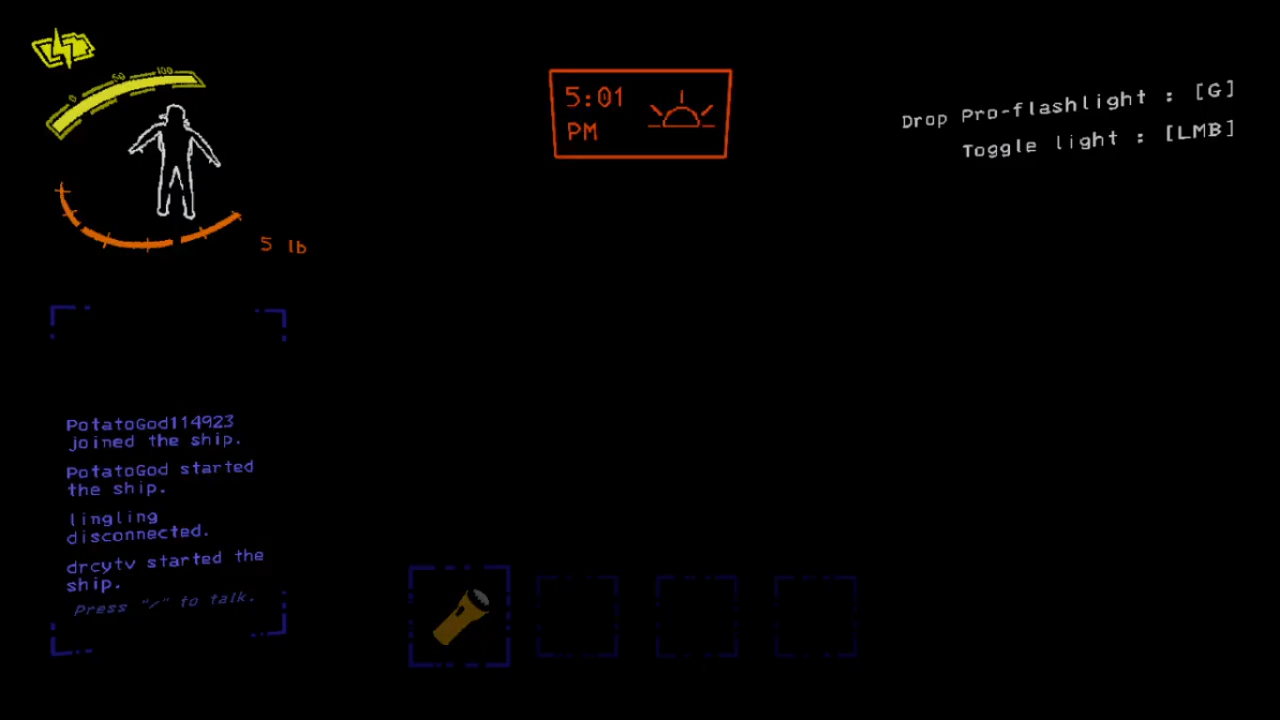 0 50 100
5:01
PM
Drop Pro-flashlight : [G]
Toggle light : [LMB]
5 lb
PotatoGod114923
joined the ship.
PotatoGod started
the ship.
lingling
disconnected.
drcytv started the
ship.
Press "/" to talk.